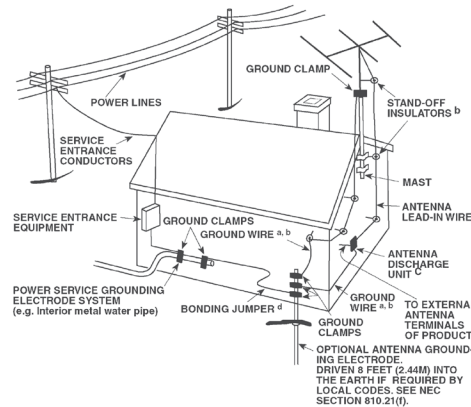 GROUND CLAMP
POWER LINES
STAND-OFF
INSULATORS b
SERVICE
ENTRANCE
CONDUCTORS
MAST
ANTENNA
LEAD-IN WIRE
SERVICE ENTRANCE
EQUIPMENT
GROUND CLAMPS
GROUND WIRE a, b
ANTENNA
DISCHARGE
UNIT C
POWER SERVICE GROUNDING
ELECTRODE SYSTEM
(e.g. Interior metal water pipe)
BONDING JUMPER d
GROUND
WIRE a, b
TO EXTERNA
ANTENNA
TERMINALS
OF PRODUCT
GROUND
CLAMPS
OPTIONAL ANTENNA GROUND-
ING ELECTRODE.
DRIVEN 8 FEET (2.44M) INTO
THE EARTH IF REQUIRED BY
LOCAL CODES. SEE NEC
SECTION 810.21(f).